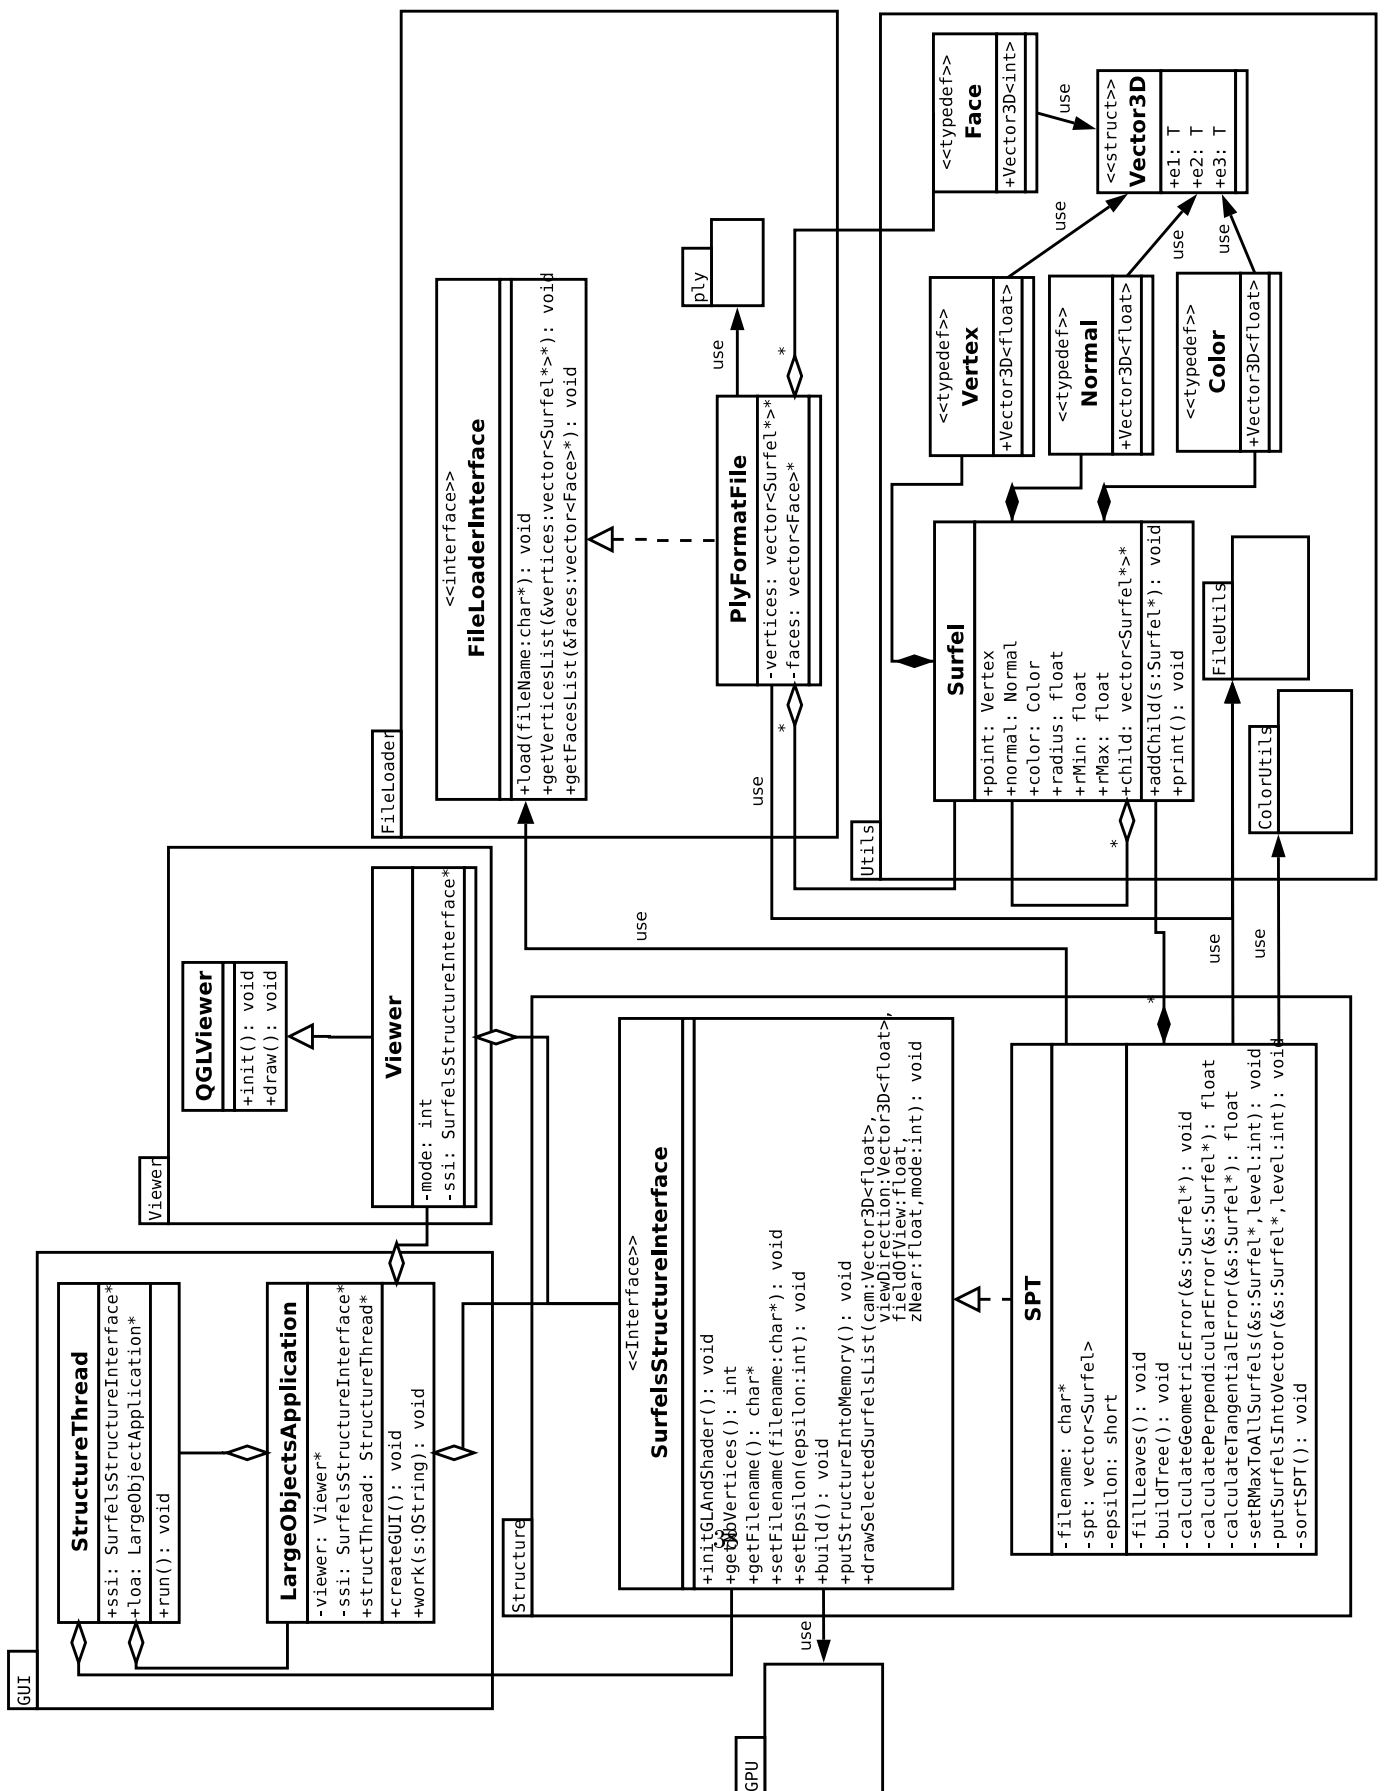 GUI
StructureThread
+ssi: SurfelsStructureInterface*
+loa: LargeObjectApplication*
+run(): void
LargeObjectsApplication
-viewer: Viewer*
-ssi: SurfelsStructureInterface*
+structThread: StructureThread*
+createGUI(): void
+work(s:QString): void
Viewer
QGLViewer
+init(): void
+draw(): void
Viewer
-mode: int
-ssi: SurfelsStructureInterface*
FileLoader
<<interface>>
FileLoaderInterface
+load(fileName:char*): void
+getVerticesList(&vertices:vector<Surfel*>*): void
+getFacesList(&faces:vector<Face>*): void
ply
use
PlyFormatFile
-vertices: vector<Surfel*>*
-faces: vector<Face>*
*
*
use
use
Structure
<<Interface>>
SurfelsStructureInterface
+initGLAndShader(): void
+getNbVertices(): int
+getFilename(): char*
+setFilename(filename:char*): void
+setEpsilon(epsilon:int): void
+build(): void
+putStructureIntoMemory(): void
+drawSelectedSurfelsList(cam:Vector3D<float>,
viewDirection:Vector3D<float>,
fieldOfView:float,
zNear:float,mode:int): void
38
SPT
-filename: char*
-spt: vector<Surfel>
-epsilon: short
-fillLeaves(): void
-buildTree(): void
-calculateGeometricError(&s:Surfel*): void
-calculatePerpendicularError(&s:Surfel*): float
-calculateTangentialError(&s:Surfel*): float
-setRMaxToAllSurfels(&s:Surfel*,level:int): void
-putSurfelsIntoVector(&s:Surfel*,level:int): void
-sortSPT(): void
use
GPU
Utils
<<typedef>>
Face
+Vector3D<int>
use
<<struct>>
Vector3D
+e1: T
+e2: T
+e3: T
use
use
use
<<typedef>>
Vertex
+Vector3D<float>
<<typedef>>
Normal
+Vector3D<float>
<<typedef>>
Color
+Vector3D<float>
Surfel
+point: Vertex
+normal: Normal
+color: Color
+radius: float
+rMin: float
+rMax: float
+child: vector<Surfel*>*
+addChild(s:Surfel*): void
+print(): void
*
*
FileUtils
ColorUtils
use
use